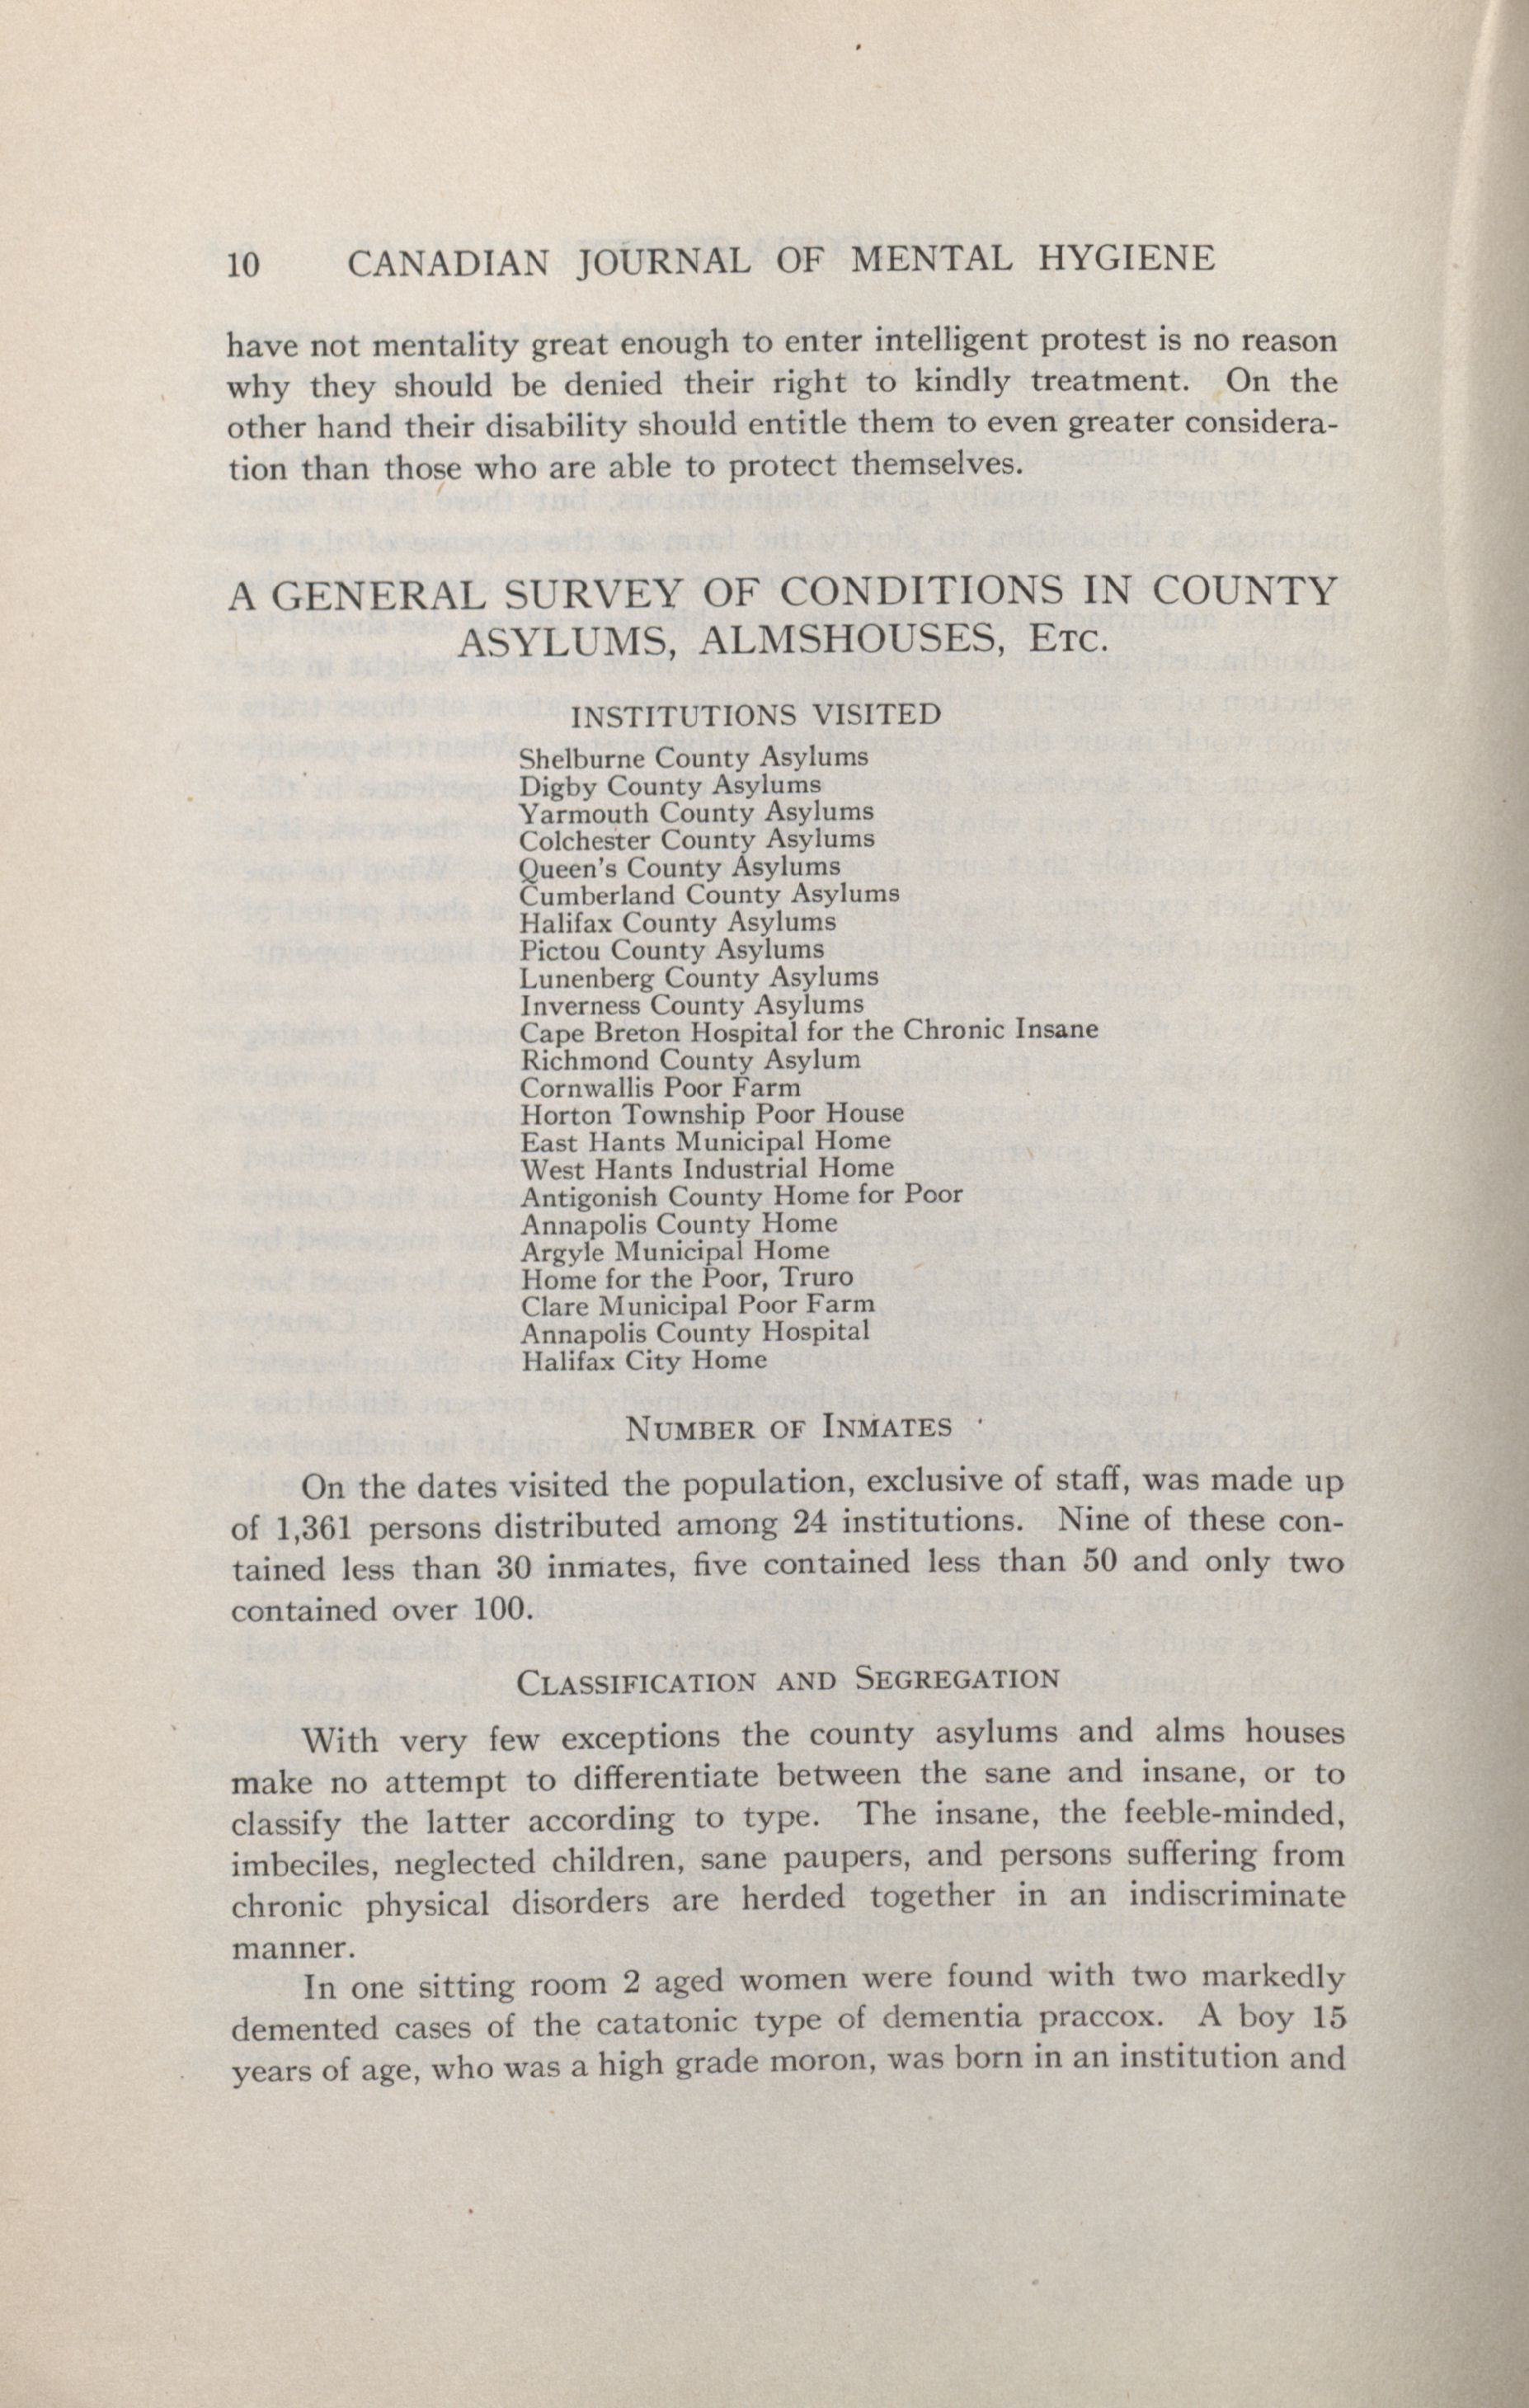 10 CANADIAN JOURNAL OF MENTAL HYGIENE
have not mentality great enough to enter intelligent protest is no reason
why they should be denied their right to kindly treatment. On the
other hand their disability should entitle them to even greater considera-
tion than those who are able to protect themselves.
A GENERAL SURVEY OF CONDITIONS IN COUNTY
ASYLUMS, ALMSHOUSES, ETC.
INSTITUTIONS VISITED
Shelburne County Asylums
Digby County Asylums
Yarmouth County Asylums
Colchester County Asylums
Queen's County Asylums
Cumberland County Asylums
Halifax County Asylums
Pictou County Asylums
Lunenberg County Asylums
Inverness County Asylums
Cape Breton Hospital for the Chronic Insane
Richmond County Asylum
Cornwallis Poor Farm
Horton Township Poor House
East Hants Municipal Home
West Hants Industrial Home
Antigonish County Home for Poor
Annapolis County Home
Argyle Municipal Home
Home for the Poor, Truro
Clare Municipal Poor Farm
Annapolis County Hospital
Halifax City Home
NUMBER OF INMATES
On the dates visited the population, exclusive of staff, was made up
of 1,361 persons distributed among 24 institutions. Nine of these con-
tained less than 30 inmates, five contained less than 50 and only two
contained over 100.
CLASSIFICATION AND SEGREGATION
With very few exceptions the county asylums and alms houses
make no attempt to differentiate between the sane and insane, or to
classify the latter according to type. The insane, the feeble-minded,
imbeciles, neglected children, sane paupers, and persons suffering from
chronic physical disorders are herded together in an indiscriminate
manner.
In one sitting room 2 aged women were found with two markedly
demented cases of the catatonic type of dementia praccox. A boy 15
years of age, who was a high grade moron, was born in an institution and